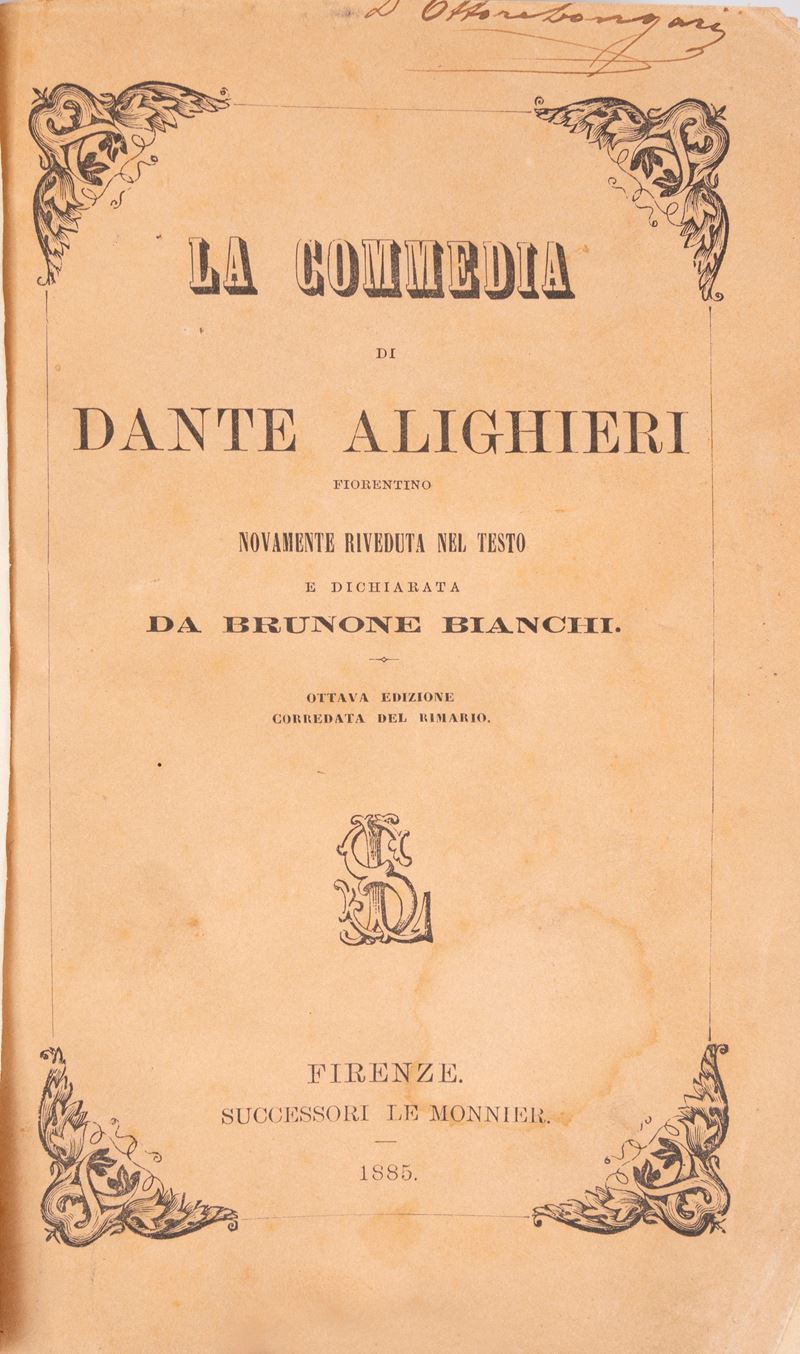 LA COMMEDIA
DI
DANTE ALIGHIERI
FIORENTINO
NOVAMENTE RIVEDUTA NEL TESTO
E DICHIARATA
DA BRUNONE BIANCHI.
OTTAVA EDIZIONE
CORREDATA DEL RIMARIO.
FIRENZE.
SUCCESSORI LE MONNIER.
1885.